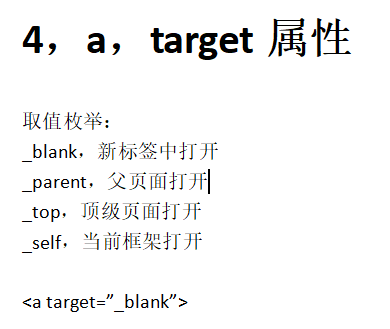 4，a，target 属性
取值枚举：
_blank，新标签中打开
_parent，父页面打开
_top，顶级页面打开
_self，当前框架打开
<a target=”_blank”>